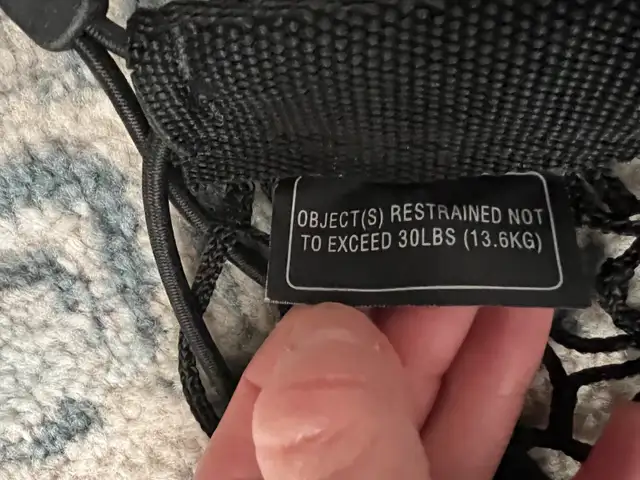 OBJECT(S) RESTRAINED NOT
TO EXCEED 30LBS (13.6KG)